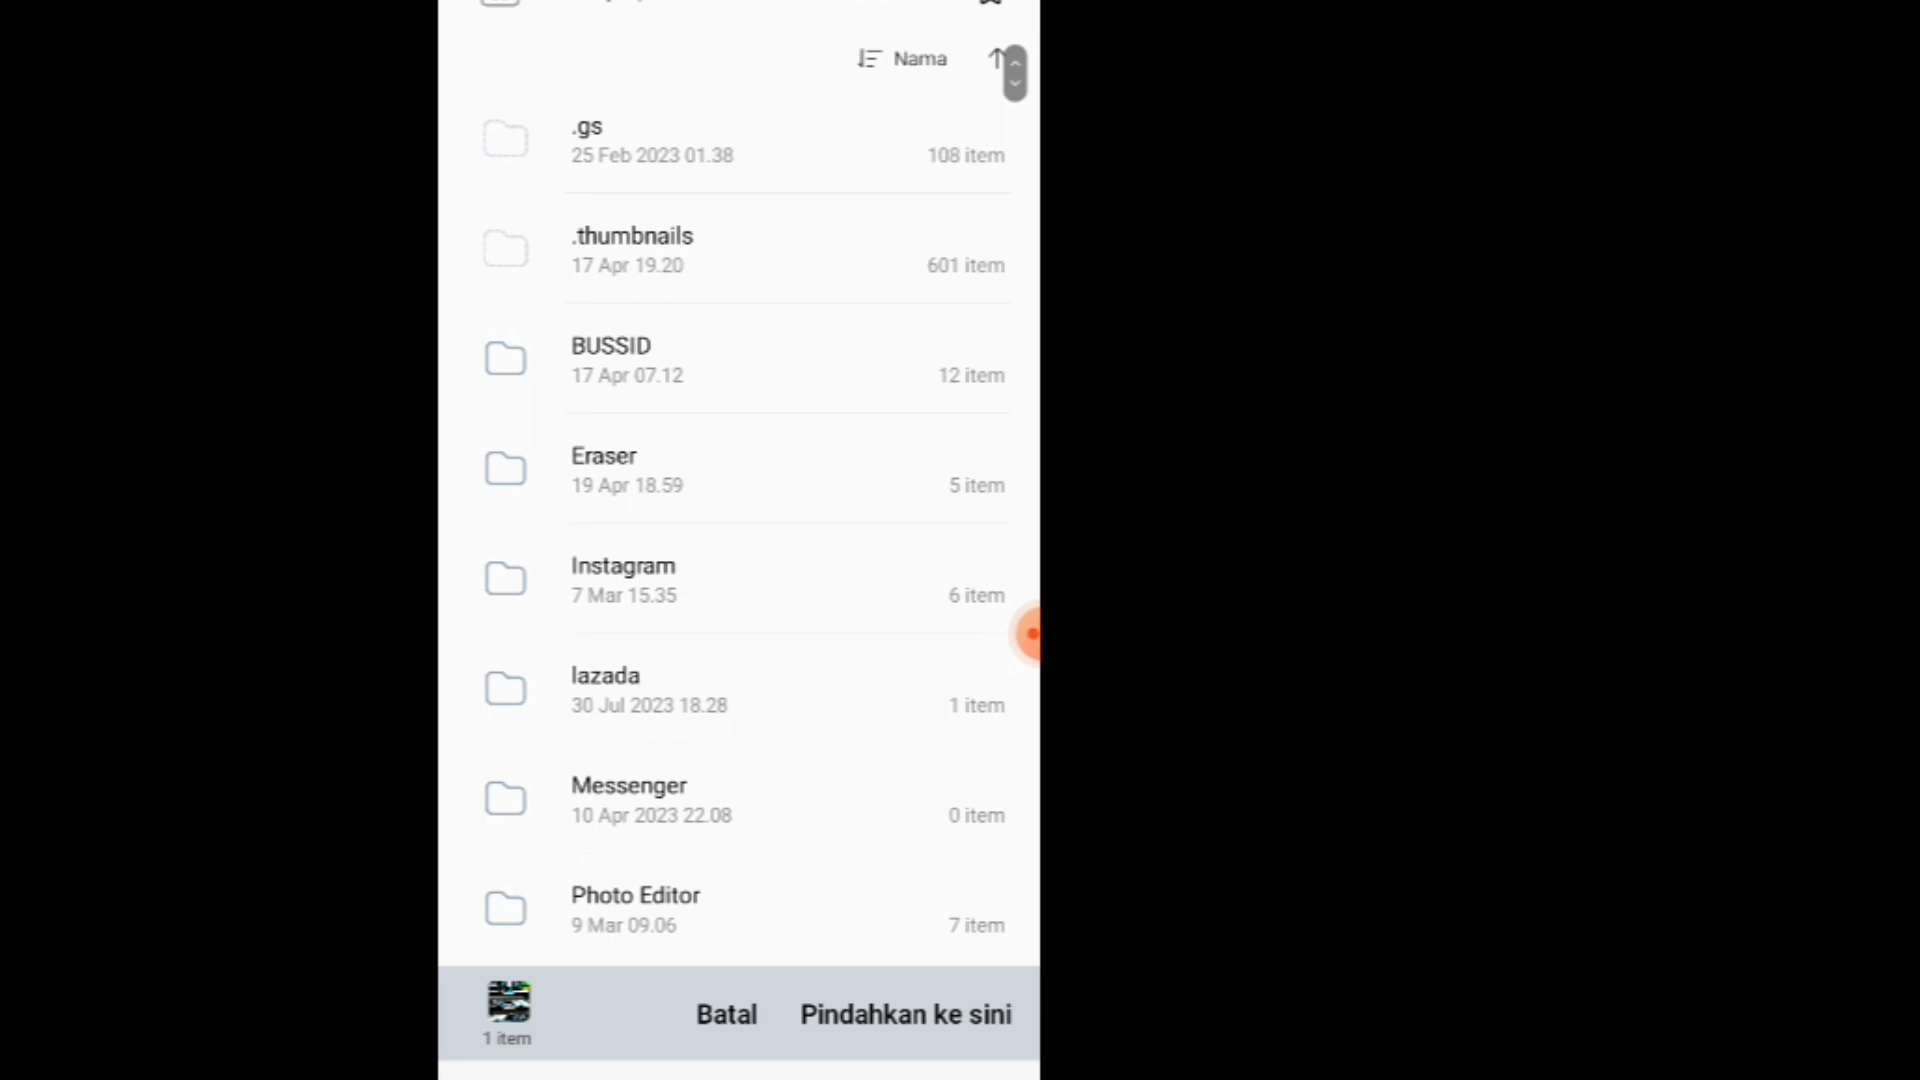 Nama
.gs
25 Feb 2023 01.38
108 item
.thumbnails
17 Apr 19.20
601 item
BUSSID
17 Apr 07.12
12 item
Eraser
19 Apr 18.59
5 item
Instagram
7 Mar 15.35
6 item
lazada
30 Jul 2023 18.28
1 item
Messenger
10 Apr 2023 22.08
0 item
Photo Editor
9 Mar 09.06
7 item
Batal
Pindahkan ke sini
1 item